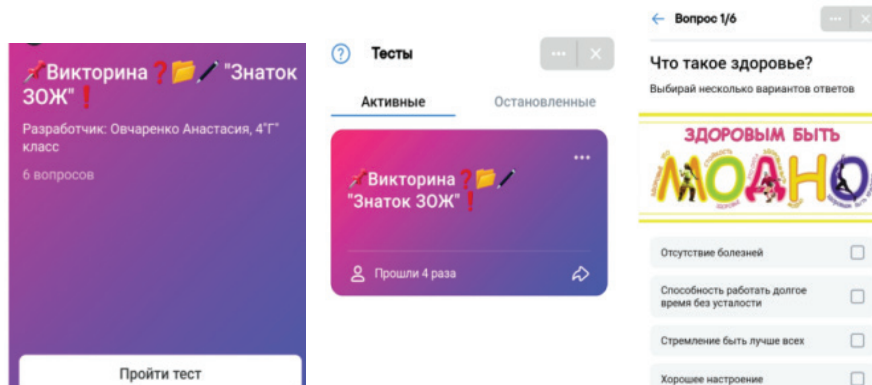 Викторина "Знаток
ЗОЖ"
Разработчик: Овчаренко Анастасия, 4"Г"
класс
6 вопросов
Пройти тест
Тесты
Активные
Остановленные
Викторина
"Знаток ЗОЖ"
Прошли 4 раза
Вопрос 1/6
Что такое здоровье?
Выбирай несколько вариантов ответов
ЗДОРОВЫМ БЫТЬ
МОДНО
Отсутствие болезней
Способность работать долгое
время без усталости
Стремление быть лучше всех
Хорошее настроение